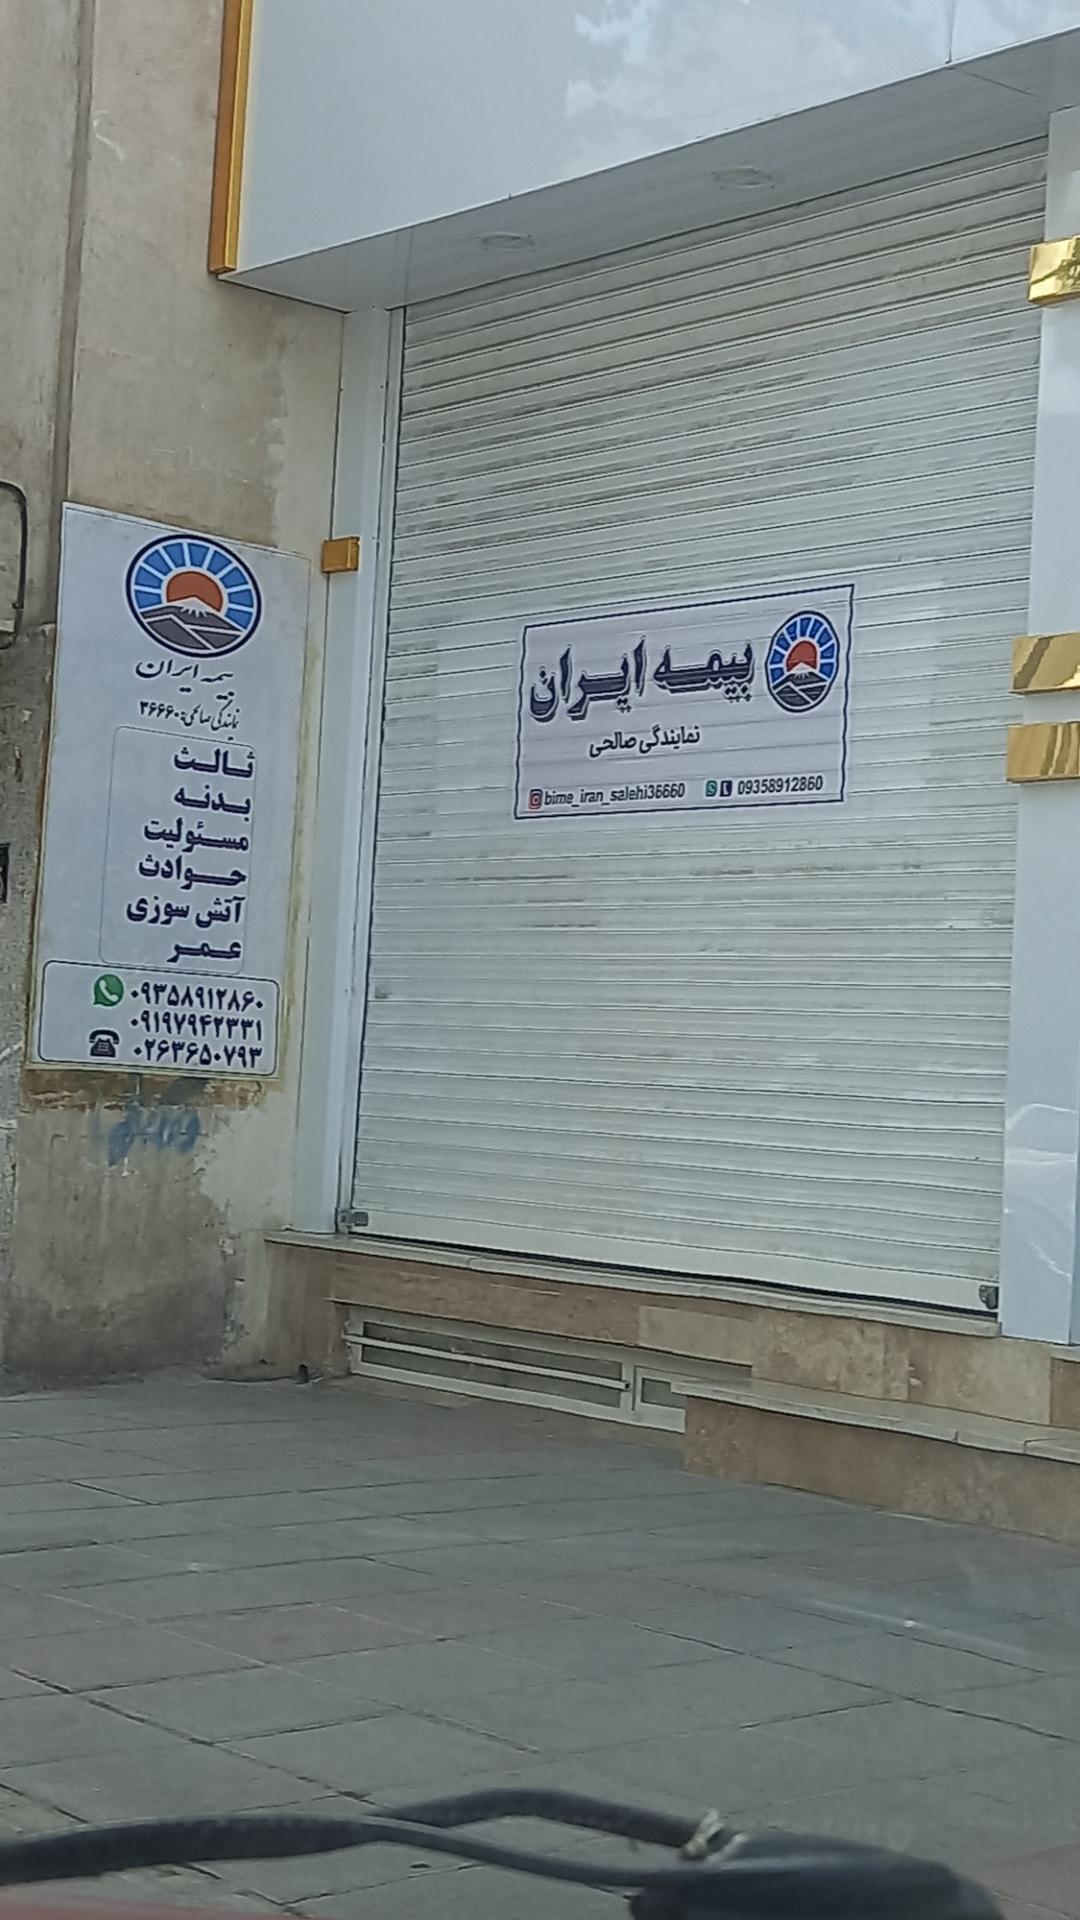 بیمه ایران
نمایندگی صالحی: ۳۶۶۶۰
ثالث
بدنه
مسئولیت
حوادث
آتش سوزی
عمر
۰۹۳۵۸۹۱۲۸۶۰
۰۹۱۹۷۹۴۲۳۳۱
۰۲۶۳۶۵۰۷۹۳
بیمه ایران
نمایندگی صالحی
bime_iran_salehi36660 09358912860